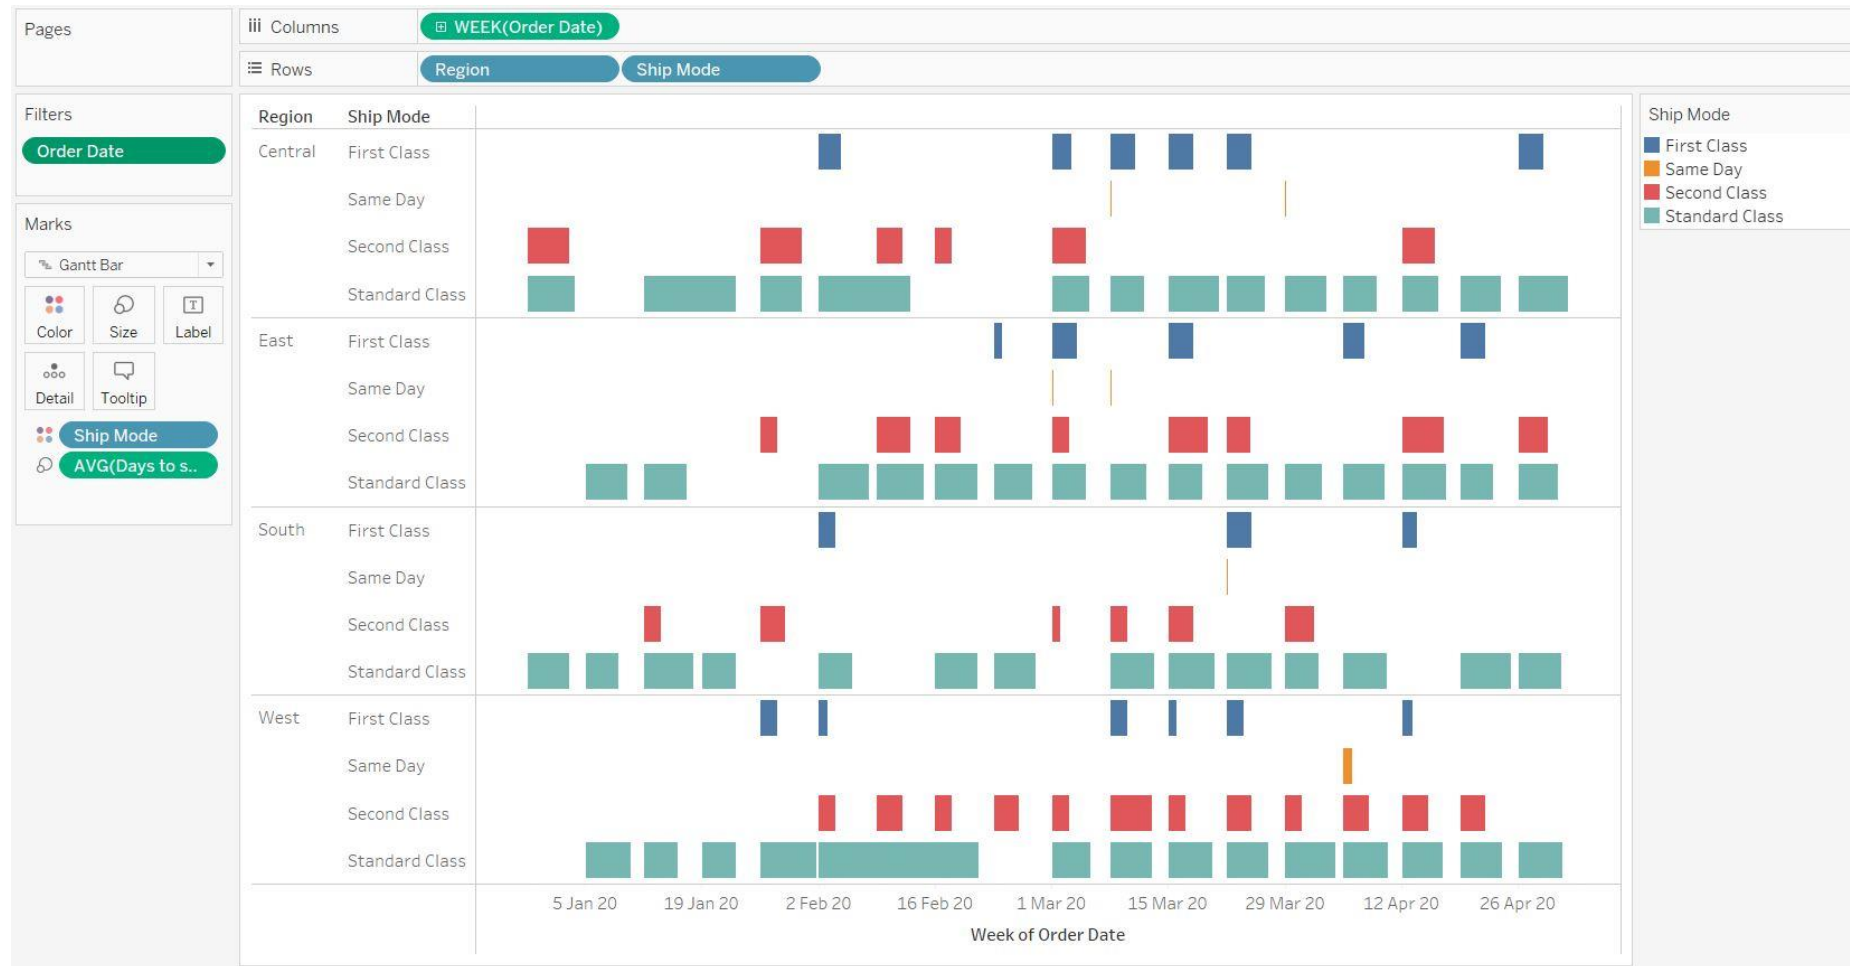 Pages
Columns
WEEK(Order Date)
Rows
Region
Ship Mode
Filters
Order Date
Marks
Gantt Bar
Color
Size
T
Label
Detail
Tooltip
Ship Mode
AVG(Days to s..
Region Ship Mode
Central First Class
Same Day
Second Class
Standard Class
East First Class
Same Day
Second Class
Standard Class
South First Class
Same Day
Second Class
Standard Class
West First Class
Same Day
Second Class
Standard Class
5 Jan 20 19 Jan 20 2 Feb 20 16 Feb 20 1 Mar 20 15 Mar 20 29 Mar 20 12 Apr 20 26 Apr 20
Week of Order Date
Ship Mode
First Class
Same Day
Second Class
Standard Class